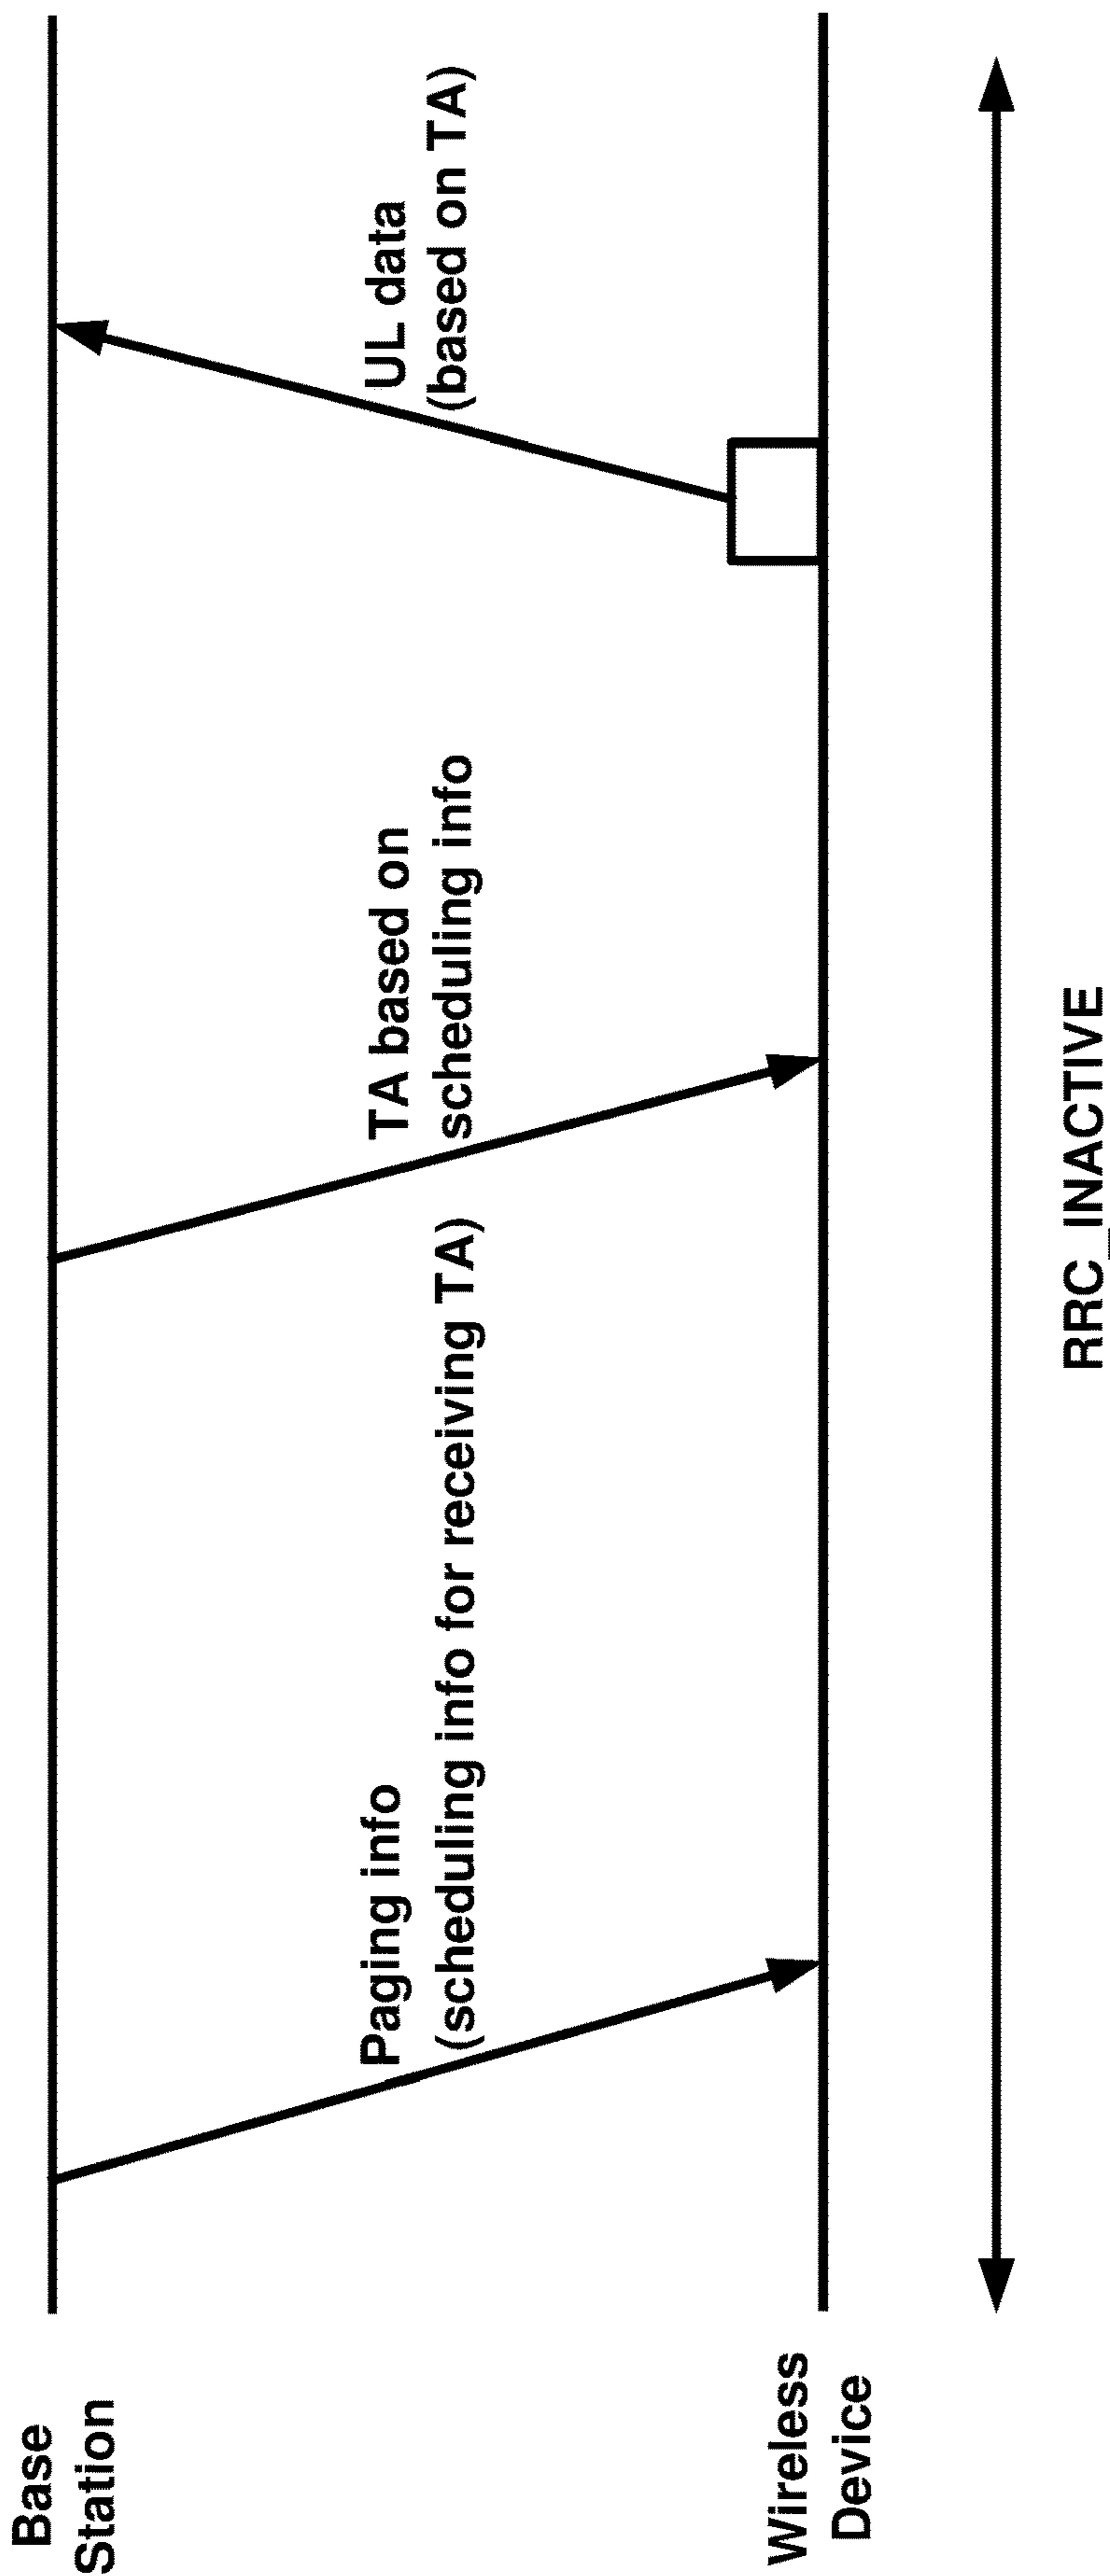 Base
Station
Paging info
(scheduling info for receiving TA)
TA based on
scheduling info
UL data
(based on TA)
Wireless
Device
RRC_INACTIVE